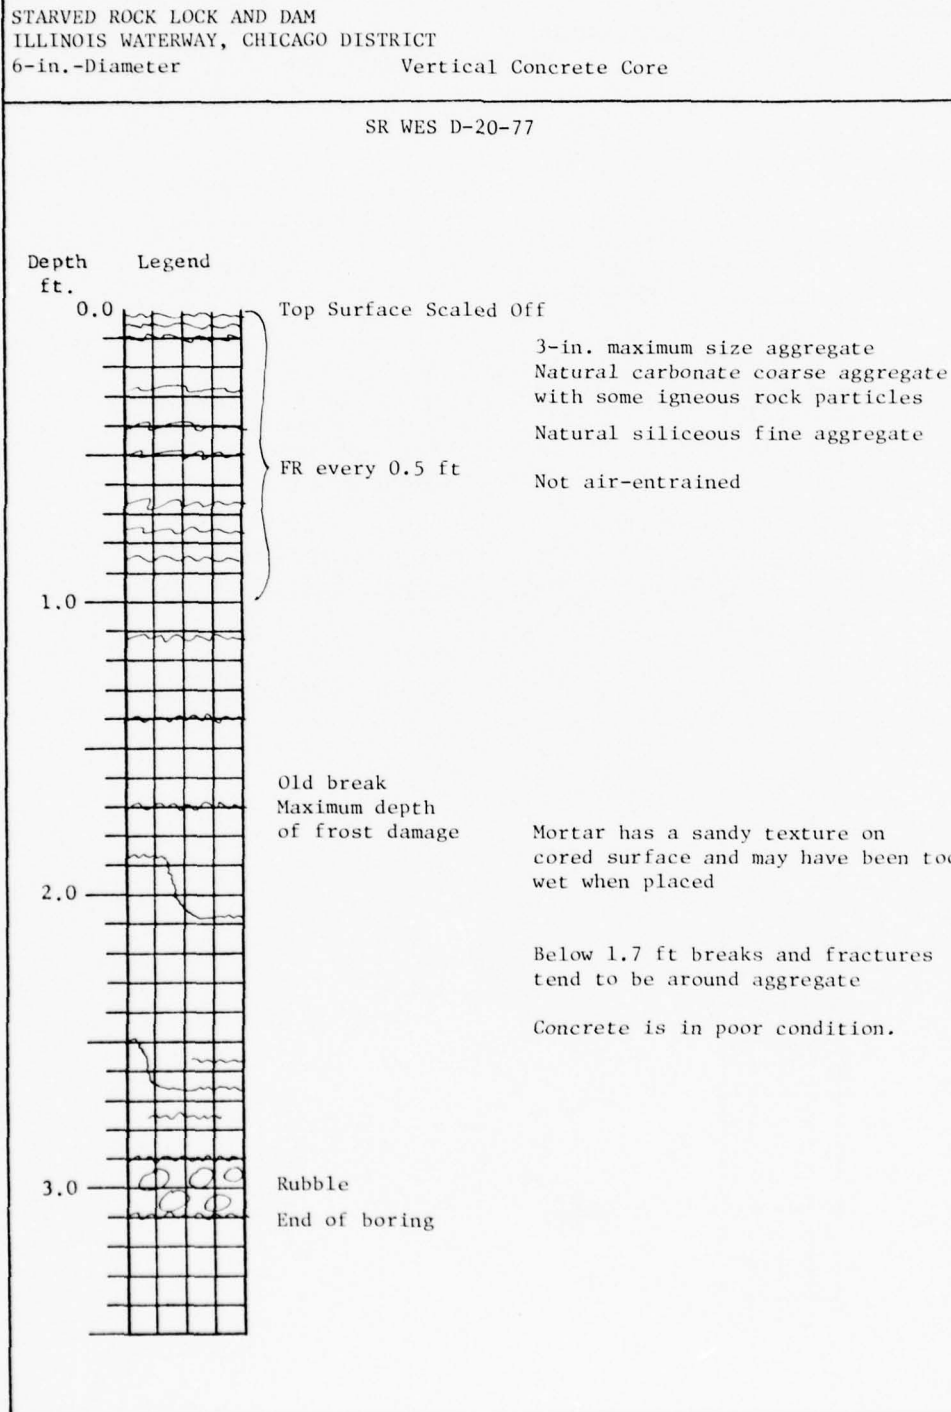 STARVED ROCK LOCK AND DAM
ILLINOIS WATERWAY, CHICAGO DISTRICT
6-in.-Diameter Vertical Concrete Core
SR WES D-20-77
Depth Legend
ft.
0.0 Top Surface Scaled Off
3-in. maximum size aggregate
Natural carbonate coarse aggregate
with some igneous rock particles
Natural siliceous fine aggregate
FR every 0.5 ft
Not air-entrained
1.0
Old break
Maximum depth
of frost damage
Mortar has a sandy texture on
cored surface and may have been
wet when placed
2.0
Below 1.7 ft breaks and fractures
tend to be around aggregate
Concrete is in poor condition.
3.0 Rubble
End of boring